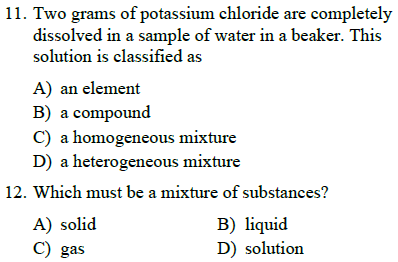 11. Two grams of potassium chloride are completely
dissolved in a sample of water in a beaker. This
solution is classified as
A) an element
B) a compound
C) a homogeneous mixture
D) a heterogeneous mixture
12. Which must be a mixture of substances?
A) solid B) liquid
C) gas D) solution